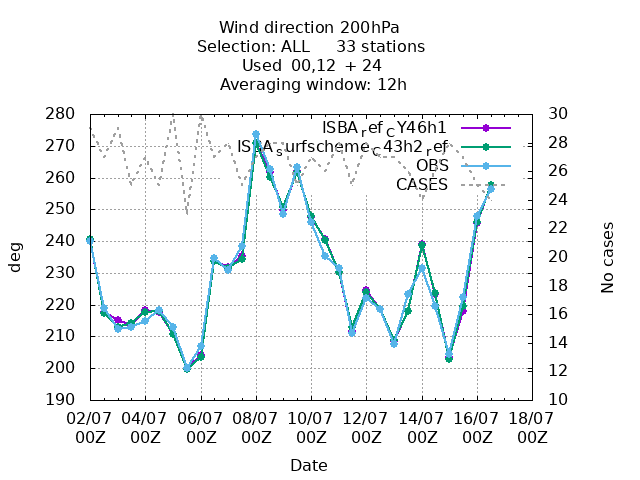 Wind direction 200hPa
Selection: ALL 33 stations
Used 00,12 + 24
Averaging window: 12h
280 30
ISBArefCY46h1
270 28
ISBAsurfschemec43h2ref
OBS
260 26
CASES
250 24
240 22
230 20
220 18
210 16
200 14
190 12
10
deg
No cases
02/07 04/07 06/07 08/07 10/07 12/07 14/07 16/07 18/07
00Z 00Z 00Z 00Z 00Z 00Z 00Z 00Z 00Z
Date